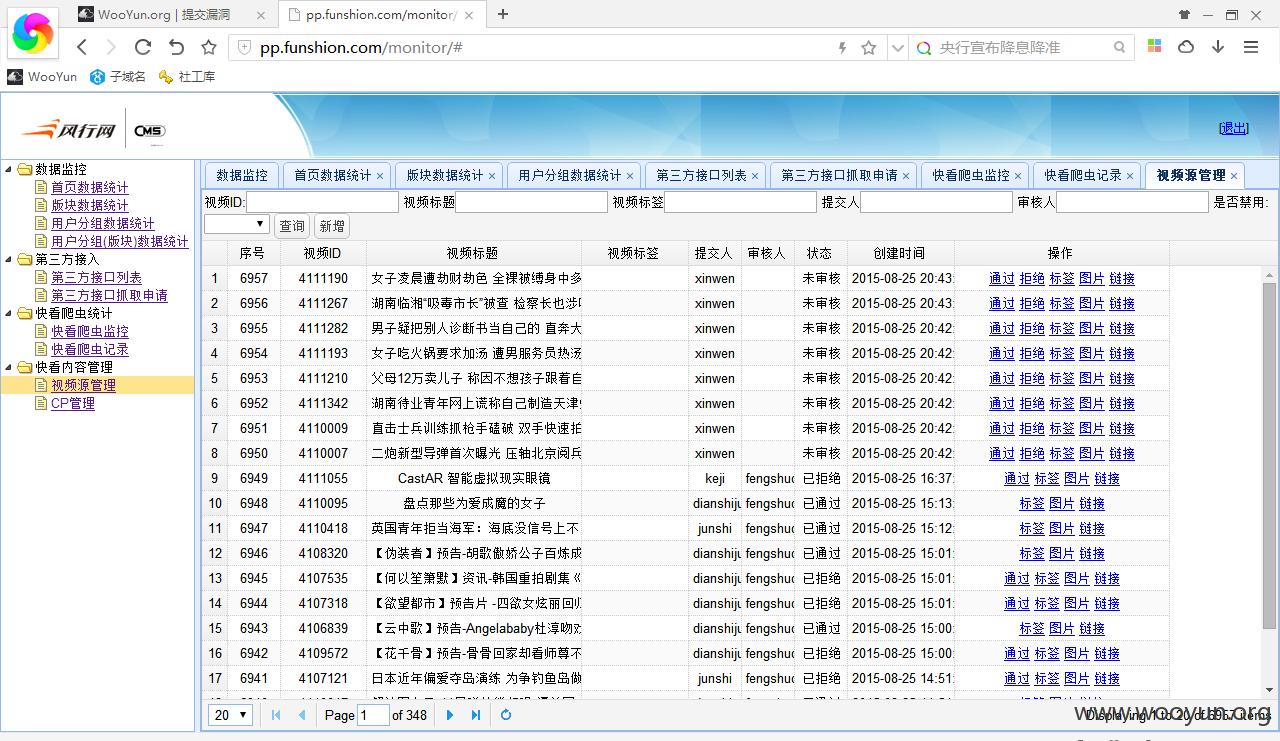 WooYun.org | 提交漏洞 pp.funshion.com/monitor/
pp.funshion.com/monitor/# 央行宣布降息降准
WooYun 子域名 社工库
风行网 CMS [退出]
数据监控
首页数据统计
版块数据统计
用户分组数据统计
用户分组(版块)数据统计
第三方接入
第三方接口列表
第三方接口抓取申请
快看爬虫统计
快看爬虫监控
快看爬虫记录
快看内容管理
视频源管理
CP管理
数据监控 首页数据统计 版块数据统计 用户分组数据统计 第三方接口列表 第三方接口抓取申请 快看爬虫监控 快看爬虫记录 视频源管理
视频ID: 视频标题 视频标签 提交人 审核人 是否禁用:
查询 新增
序号 视频ID 视频标题 视频标签 提交人 审核人 状态 创建时间 操作
1 6957 4111190 女子凌晨遭劫财劫色 全裸被缚身中多 xinwen 未审核 2015-08-25 20:43: 通过 拒绝 标签 图片 链接
2 6956 4111267 湖南临湘“吸毒市长”被查 检察长也涉 xinwen 未审核 2015-08-25 20:42: 通过 拒绝 标签 图片 链接
3 6955 4111282 男子疑把别人诊断书当自己的 直奔大 xinwen 未审核 2015-08-25 20:42: 通过 拒绝 标签 图片 链接
4 6954 4111193 女子吃火锅要求加汤 遭男服务员热汤 xinwen 未审核 2015-08-25 20:42: 通过 拒绝 标签 图片 链接
5 6953 4111210 父母12万卖儿子 称因不想孩子跟着自 xinwen 未审核 2015-08-25 20:42: 通过 拒绝 标签 图片 链接
6 6952 4111342 湖南待业青年网上谎称自己制造天津 xinwen 未审核 2015-08-25 20:42: 通过 拒绝 标签 图片 链接
7 6951 4110009 直击士兵训练抓枪手磕破 双手快速拍 xinwen 未审核 2015-08-25 20:42: 通过 拒绝 标签 图片 链接
8 6950 4110007 二炮新型导弹首次曝光 压轴北京阅兵 xinwen 未审核 2015-08-25 20:42: 通过 拒绝 标签 图片 链接
9 6949 4111055 CastAR 智能虚拟现实眼镜 keji fengshuo 已拒绝 2015-08-25 16:37: 通过 标签 图片 链接
10 6948 4110095 盘点那些为爱成魔的女子 dianshiju fengshuo 已通过 2015-08-25 15:13: 标签 图片 链接
11 6947 4110418 英国青年拒当海军：海底没信号上不 junshi fengshuo 已通过 2015-08-25 15:12: 标签 图片 链接
12 6946 4108320 【伪装者】预告-胡歌傲娇公子百炼成 dianshiju fengshuo 已通过 2015-08-25 15:01: 标签 图片 链接
13 6945 4107535 【何以笙箫默】资讯-韩国重拍剧集 dianshiju fengshuo 已拒绝 2015-08-25 15:01: 通过 标签 图片 链接
14 6944 4107318 【欲望都市】预告片 -四欲女炫丽回归 dianshiju fengshuo 已拒绝 2015-08-25 15:01: 通过 标签 图片 链接
15 6943 4106839 【云中歌】预告-Angelababy杜淳吻戏 dianshiju fengshuo 已通过 2015-08-25 15:00: 标签 图片 链接
16 6942 4109572 【花千骨】预告-骨骨回家却看师尊不 dianshiju fengshuo 已拒绝 2015-08-25 15:00: 通过 标签 图片 链接
17 6941 4107121 日本近年偏爱夺岛演练 为争钓鱼岛做 junshi fengshuo 已拒绝 2015-08-25 14:51: 通过 标签 图片 链接
20 Page 1 of 348 Displaying 1 to 20 of 6957 items
www.wooyun.org